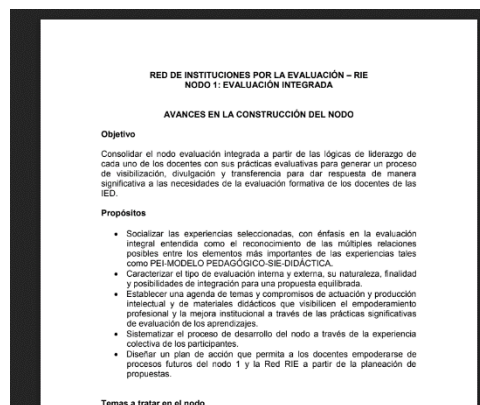 RED DE INSTITUCIONES POR LA EVALUACIÓN – RIE
NODO 1: EVALUACIÓN INTEGRADA
AVANCES EN LA CONSTRUCCIÓN DEL NODO
Objetivo
Consolidar el nodo evaluación integrada a partir de las lógicas de liderazgo de
cada uno de los docentes con sus prácticas evaluativas para generar un proceso
de visibilización, divulgación y transferencia para dar respuesta de manera
significativa a las necesidades de la evaluación formativa de los docentes de las
IED.
Propósitos
• Socializar las experiencias seleccionadas, con énfasis en la evaluación
integral entendida como el reconocimiento de las múltiples relaciones
posibles entre los elementos más importantes de las experiencias tales
como PEI-MODELO PEDAGÓGICO-SIE-DIDÁCTICA.
• Caracterizar el tipo de evaluación interna y externa, su naturaleza, finalidad
y posibilidades de integración para una propuesta equilibrada.
• Establecer una agenda de temas y compromisos de actuación y producción
intelectual y de materiales didácticos que visibilicen el empoderamiento
profesional y la mejora institucional a través de las prácticas significativas
de evaluación de los aprendizajes.
• Sistematizar el proceso de desarrollo del nodo a través de la experiencia
colectiva de los participantes.
• Diseñar un plan de acción que permita a los docentes empoderarse de
procesos futuros del nodo 1 y la Red RIE a partir de la planeación de
propuestas.
Temas a tratar en el nodo